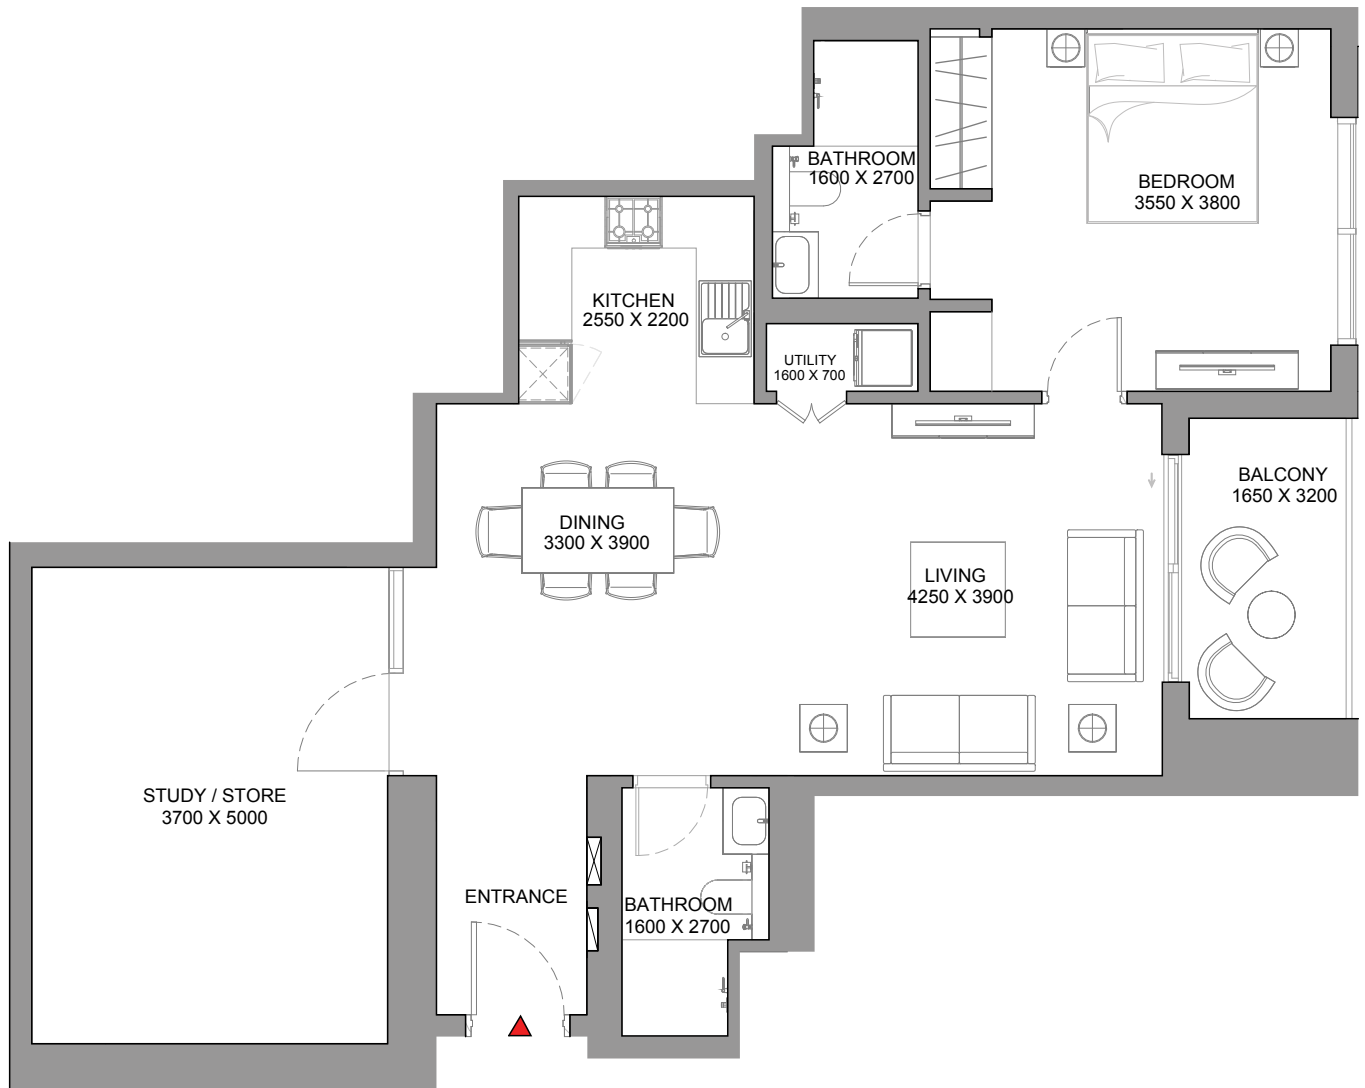 BATHROOM
1600 X 2700
BEDROOM
3550 X 3800
KITCHEN
2550 X 2200
UTILITY
1600 X 700
BALCONY
1650 X 3200
DINING
3300 X 3900
LIVING
4250 X 3900
STUDY / STORE
3700 X 5000
ENTRANCE
BATHROOM
1600 X 2700